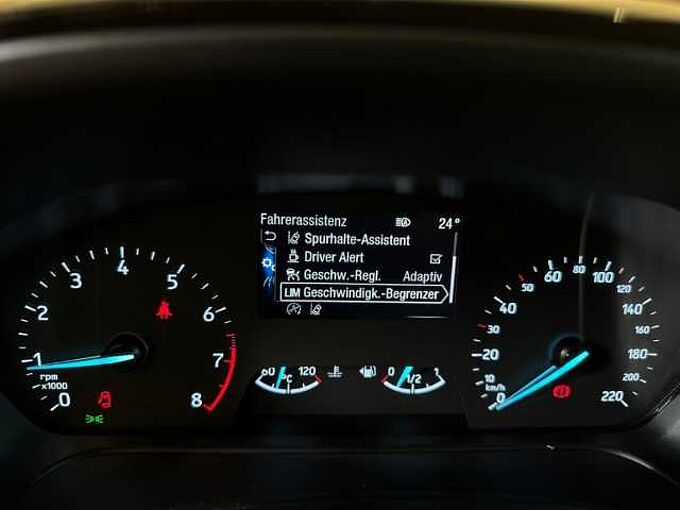 Fahrerassistenz 24°
Spurhalte-Assistent
Driver Alert
Geschw.-Regl. Adaptiv
LIM Geschwindigk.-Begrenzer
0
1
2
3
4
5
6
7
8
rpm
x1000
60 °C 120
0 1/2 1
0
10
20
30
40
50
60
80
100
120
140
160
180
200
220
km/h